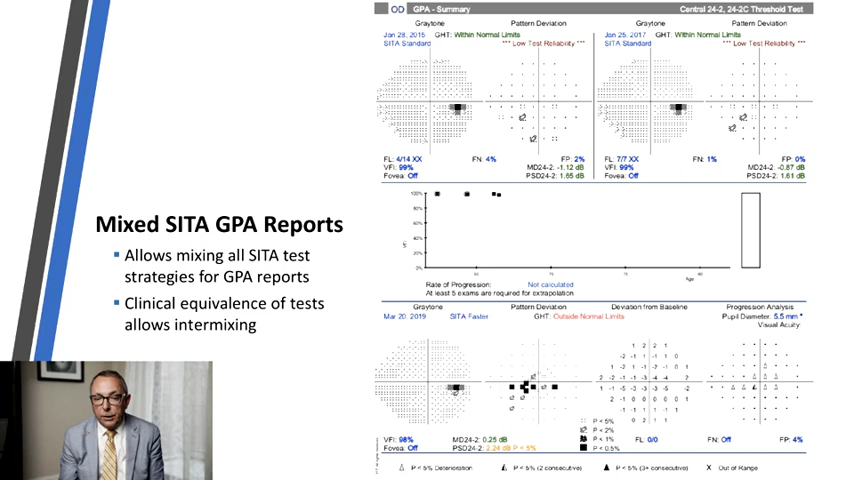 Mixed SITA GPA Reports
Allows mixing all SITA test
strategies for GPA reports
Clinical equivalence of tests
allows intermixing
OD GPA - Summary Central 24-2, 24-2C Threshold Test
Graytone Pattern Deviation Graytone Pattern Deviation
Jan 28, 2015 GHT: Within Normal Limits Jan 25, 2017 GHT: Within Normal Limits
SITA Standard *** Low Test Reliability *** SITA Standard *** Low Test Reliability ***
FL: 4/14 XX FN: 4% FP: 2% FL: 7/7 XX FN: 1% FP: 0%
VFI: 99% MD24-2: -1.12 dB VFI: 99% MD24-2: -0.87 dB
Fovea: Off PSD24-2: 1.65 dB Fovea: Off PSD24-2: 1.61 dB
100%
80%
60%
VFI
40%
20%
0%
Age
Rate of Progression: Not calculated
At least 5 exams are required for extrapolation.
Graytone Pattern Deviation Deviation from Baseline Progression Analysis
Mar 20, 2019 SITA Faster GHT: Outside Normal Limits Pupil Diameter: 5.5 mm *
Visual Acuity:
P < 5%
P < 2%
P < 1%
P < 0.5%
VFI: 98% MD24-2: 0.25 dB FL: 0/0 FN: Off FP: 4%
Fovea: Off PSD24-2: 2.24 dB P < 5%
P < 5% Deterioration P < 5% (2 consecutive) P < 5% (3+ consecutive) X Out of Range